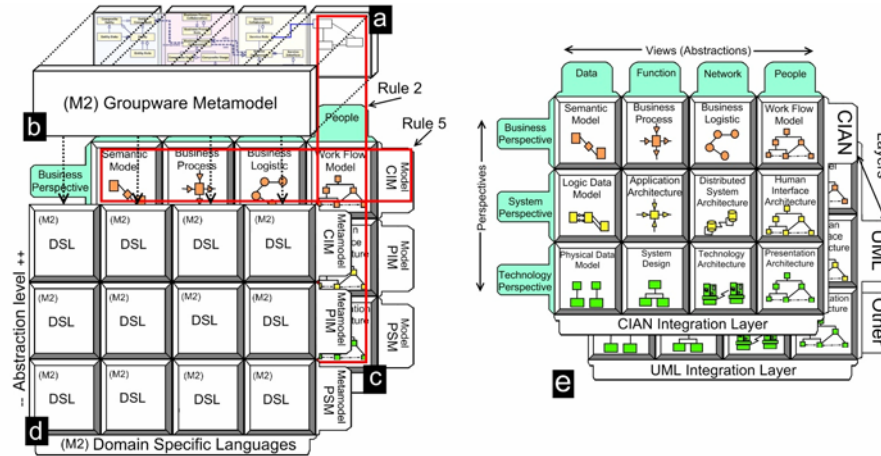 a
(M2) Groupware Metamodel
b
Rule 2
People
Rule 5
Business
Perspective
Semantic
Model
Business
Process
Business
Logistic
Work Flow
Model
Model
CIM
(M2)
DSL
(M2)
DSL
(M2)
DSL
(M2)
DSL
Metamodel
CIM
Model
PIM
(M2)
DSL
(M2)
DSL
(M2)
DSL
(M2)
DSL
Metamodel
PIM
Model
PSM
(M2)
DSL
(M2)
DSL
(M2)
DSL
(M2)
DSL
Metamodel
PSM
-- Abstraction level ++
c
d
(M2) Domain Specific Languages
Views (Abstractions)
Data
Function
Network
People
Perspectives
Business
Perspective
Semantic
Model
Business
Process
Business
Logistic
Work Flow
Model
CIAN
Layers
System
Perspective
Logic Data
Model
Application
Architecture
Distributed
System
Architecture
Human
Interface
Architecture
UML
Technology
Perspective
Physical Data
Model
System
Design
Technology
Architecture
Presentation
Architecture
Other
CIAN Integration Layer
e
UML Integration Layer